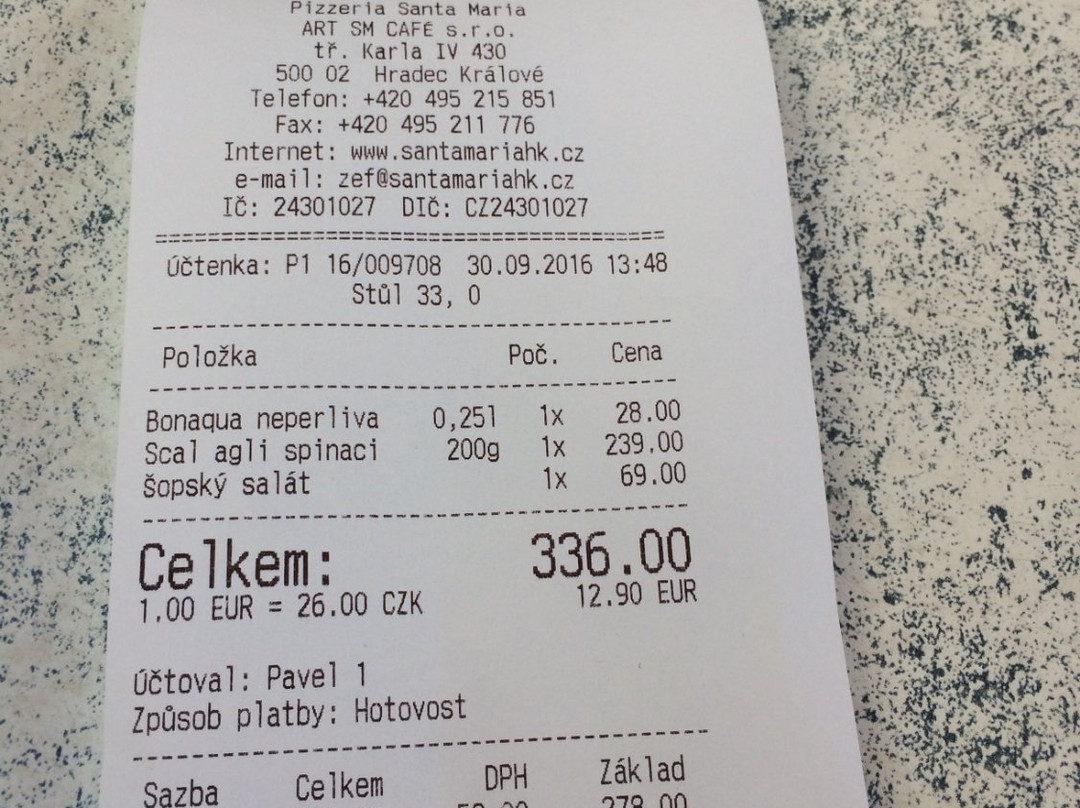 Pizzeria Santa Maria
ART SM CAFÉ s.r.o.
tř. Karla IV 430
500 02 Hradec Králové
Telefon: +420 495 215 851
Fax: +420 495 211 776
Internet: www.santamariahk.cz
e-mail: zef@santamariahk.cz
IČ: 24301027 DIČ: CZ24301027
================================================
Účtenka: P1 16/009708 30.09.2016 13:48
Stůl 33, 0
------------------------------------------------
Položka Poč. Cena
------------------------------------------------
Bonaqua neperliva 0,25l 1x 28.00
Scal agli spinaci 200g 1x 239.00
šopský salát 1x 69.00
------------------------------------------------
Celkem: 336.00
1.00 EUR = 26.00 CZK 12.90 EUR
Účtoval: Pavel 1
Způsob platby: Hotovost
------------------------------------------------
Sazba Celkem DPH Základ
278.00